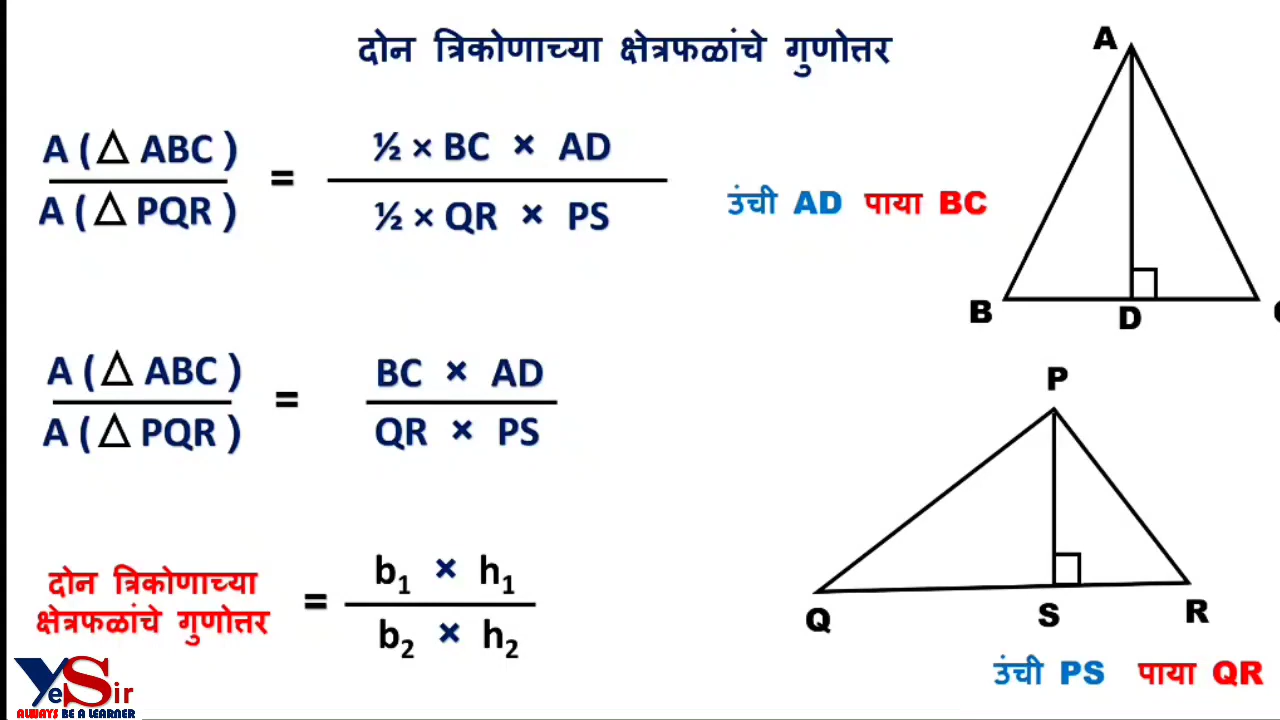 दोन त्रिकोणाच्या क्षेत्रफळांचे गुणोत्तर
A ( △ ABC )
A ( △ PQR )
=
½ × BC × AD
½ × QR × PS
उंची AD पाया BC
A
B
D
A ( △ ABC )
A ( △ PQR )
=
BC × AD
QR × PS
P
Q
S
R
दोन त्रिकोणाच्या
क्षेत्रफळांचे गुणोत्तर
=
b₁ × h₁
b₂ × h₂
उंची PS पाया QR
YeSir
ALWAYS BE A LEARNER